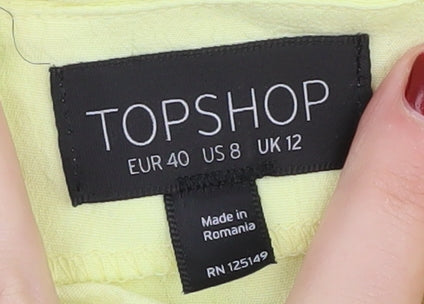 TOPSHOP
EUR 40 US 8 UK 12
Made in
Romania
RN 125149